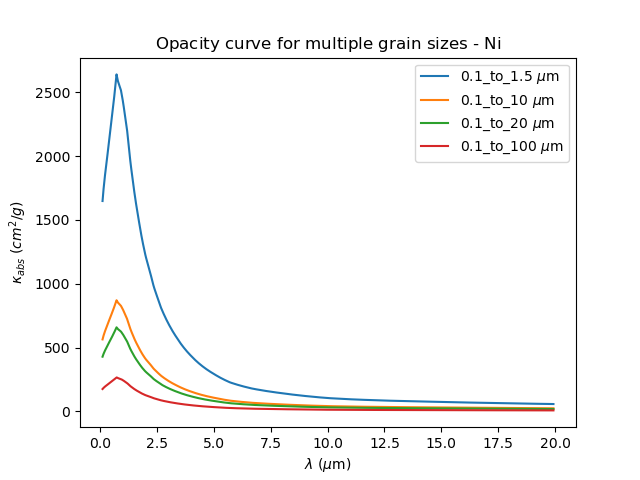 Opacity curve for multiple grain sizes - Ni
0.1_to_1.5 μm
0.1_to_10 μm
0.1_to_20 μm
0.1_to_100 μm
κabs (cm²/g)
2500
2000
1500
1000
500
0
0.0 2.5 5.0 7.5 10.0 12.5 15.0 17.5 20.0
λ (μm)